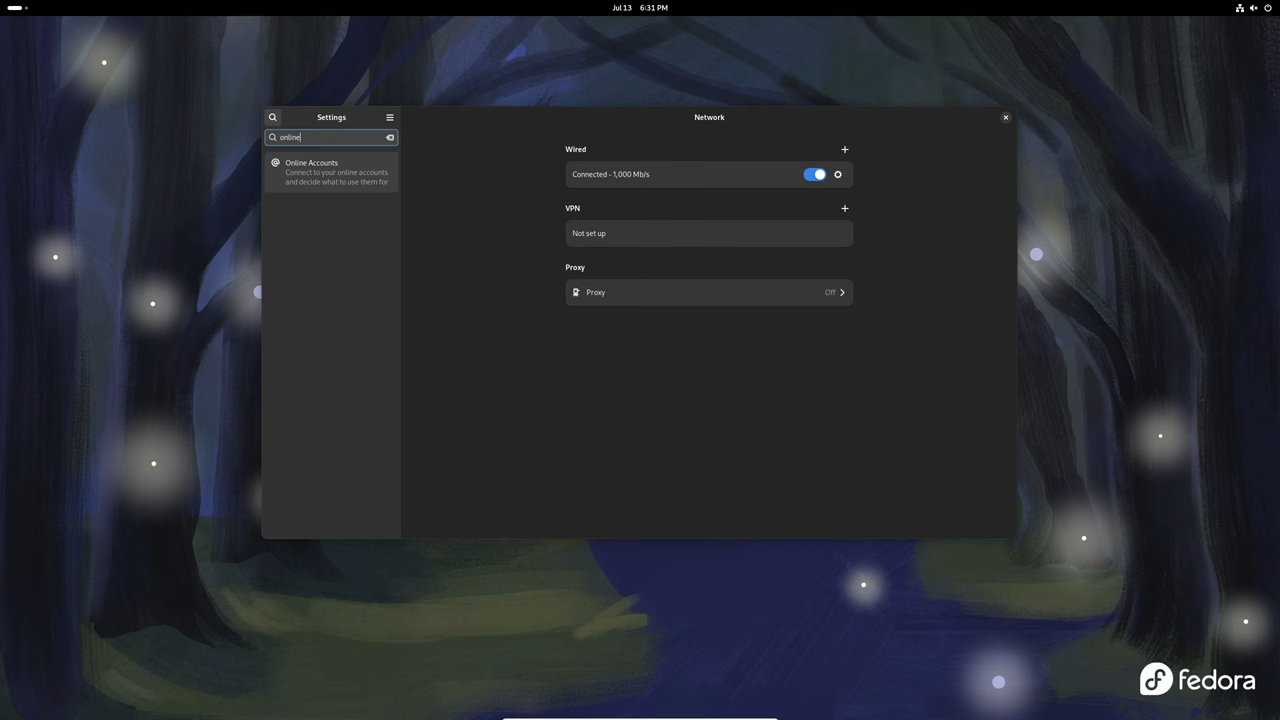 Jul 13 6:31 PM
Settings
Network
online
Online Accounts
Connect to your online accounts
and decide what to use them for
Wired
Connected - 1,000 Mb/s
VPN
Not set up
Proxy
Proxy
Off
fedora